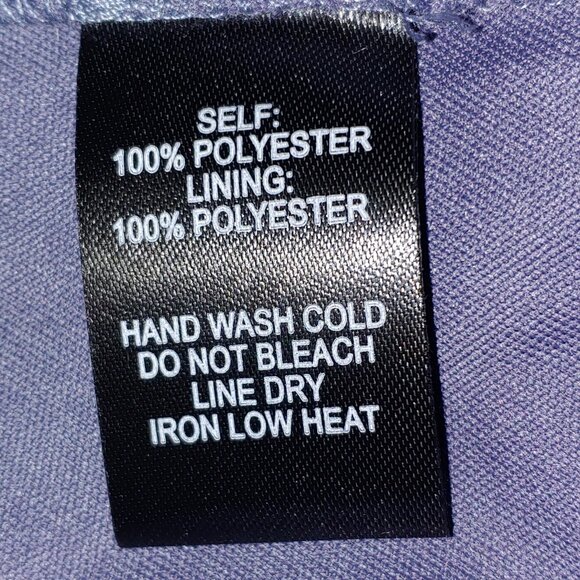 SELF:
100% POLYESTER
LINING:
100% POLYESTER
HAND WASH COLD
DO NOT BLEACH
LINE DRY
IRON LOW HEAT